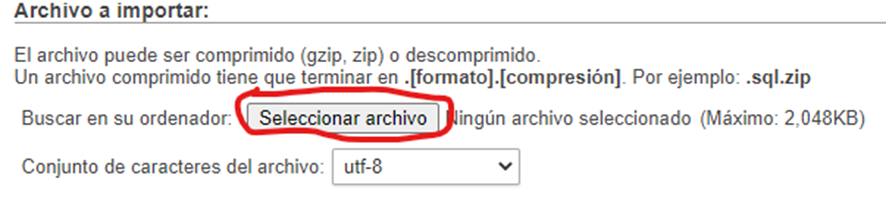 Archivo a importar:
El archivo puede ser comprimido (gzip, zip) o descomprimido.
Un archivo comprimido tiene que terminar en .[formato].[compresión]. Por ejemplo: .sql.zip
Buscar en su ordenador: Seleccionar archivo Ningún archivo seleccionado (Máximo: 2,048KB)
Conjunto de caracteres del archivo: utf-8